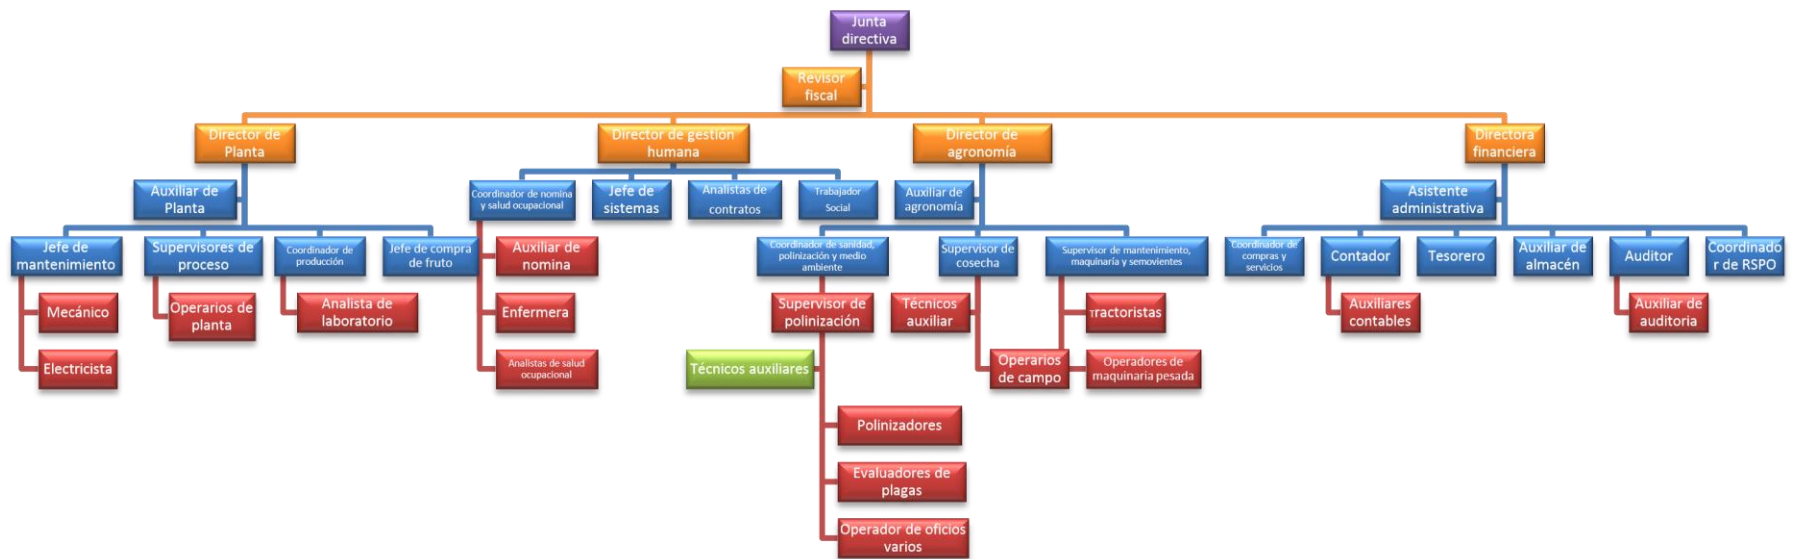 Junta
directiva
Revisor
fiscal
Director de
Planta
Director de gestión
humana
Director de
agronomía
Directora
financiera
Auxiliar de
Planta
Coordinador de nomina
y salud ocupacional
Jefe de
sistemas
Analistas de
contratos
Trabajador
Social
Auxiliar de
agronomía
Asistente
administrativa
Jefe de
mantenimiento
Supervisores de
proceso
Coordinador de
producción
Jefe de compra
de fruto
Auxiliar de
nomina
Coordinador de sanidad,
polinización y medio
ambiente
Supervisor de
cosecha
Supervisor de mantenimiento,
maquinaría y semovientes
Coordinador de
compras y
servicios
Contador
Tesorero
Auxiliar de
almacén
Auditor
Coordinado
r de RSPO
Mecánico
Operarios de
planta
Analista de
laboratorio
Enfermera
Supervisor de
polinización
Técnicos
auxiliar
Tractoristas
Auxiliares
contables
Auxiliar de
auditoria
Electricista
Analistas de salud
ocupacional
Técnicos auxiliares
Operarios
de campo
Operadores de
maquinaria pesada
Polinizadores
Evaluadores de
plagas
Operador de oficios
varios